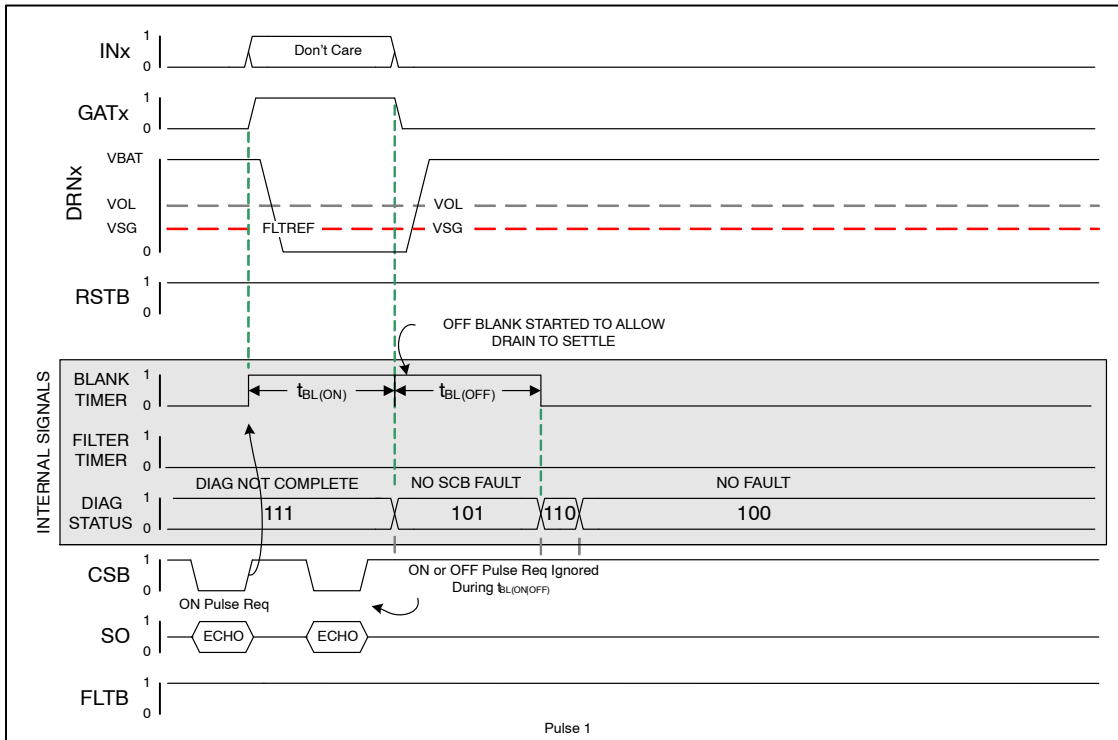 INx
1
0
Don't Care
GATx
1
0
DRNx
VBAT
VOL
VOL
VSG
FLTREF
VSG
RSTB
1
0
OFF BLANK STARTED TO ALLOW
DRAIN TO SETTLE
INTERNAL SIGNALS
BLANK
TIMER
1
0
tBL(ON)
tBL(OFF)
FILTER
TIMER
1
0
DIAG NOT COMPLETE
NO SCB FAULT
NO FAULT
DIAG
STATUS
1
0
111
101
110
100
CSB
1
0
ON Pulse Req
ON or OFF Pulse Req Ignored
During tBL(ON|OFF)
SO
ECHO
ECHO
FLTB
1
0
Pulse 1